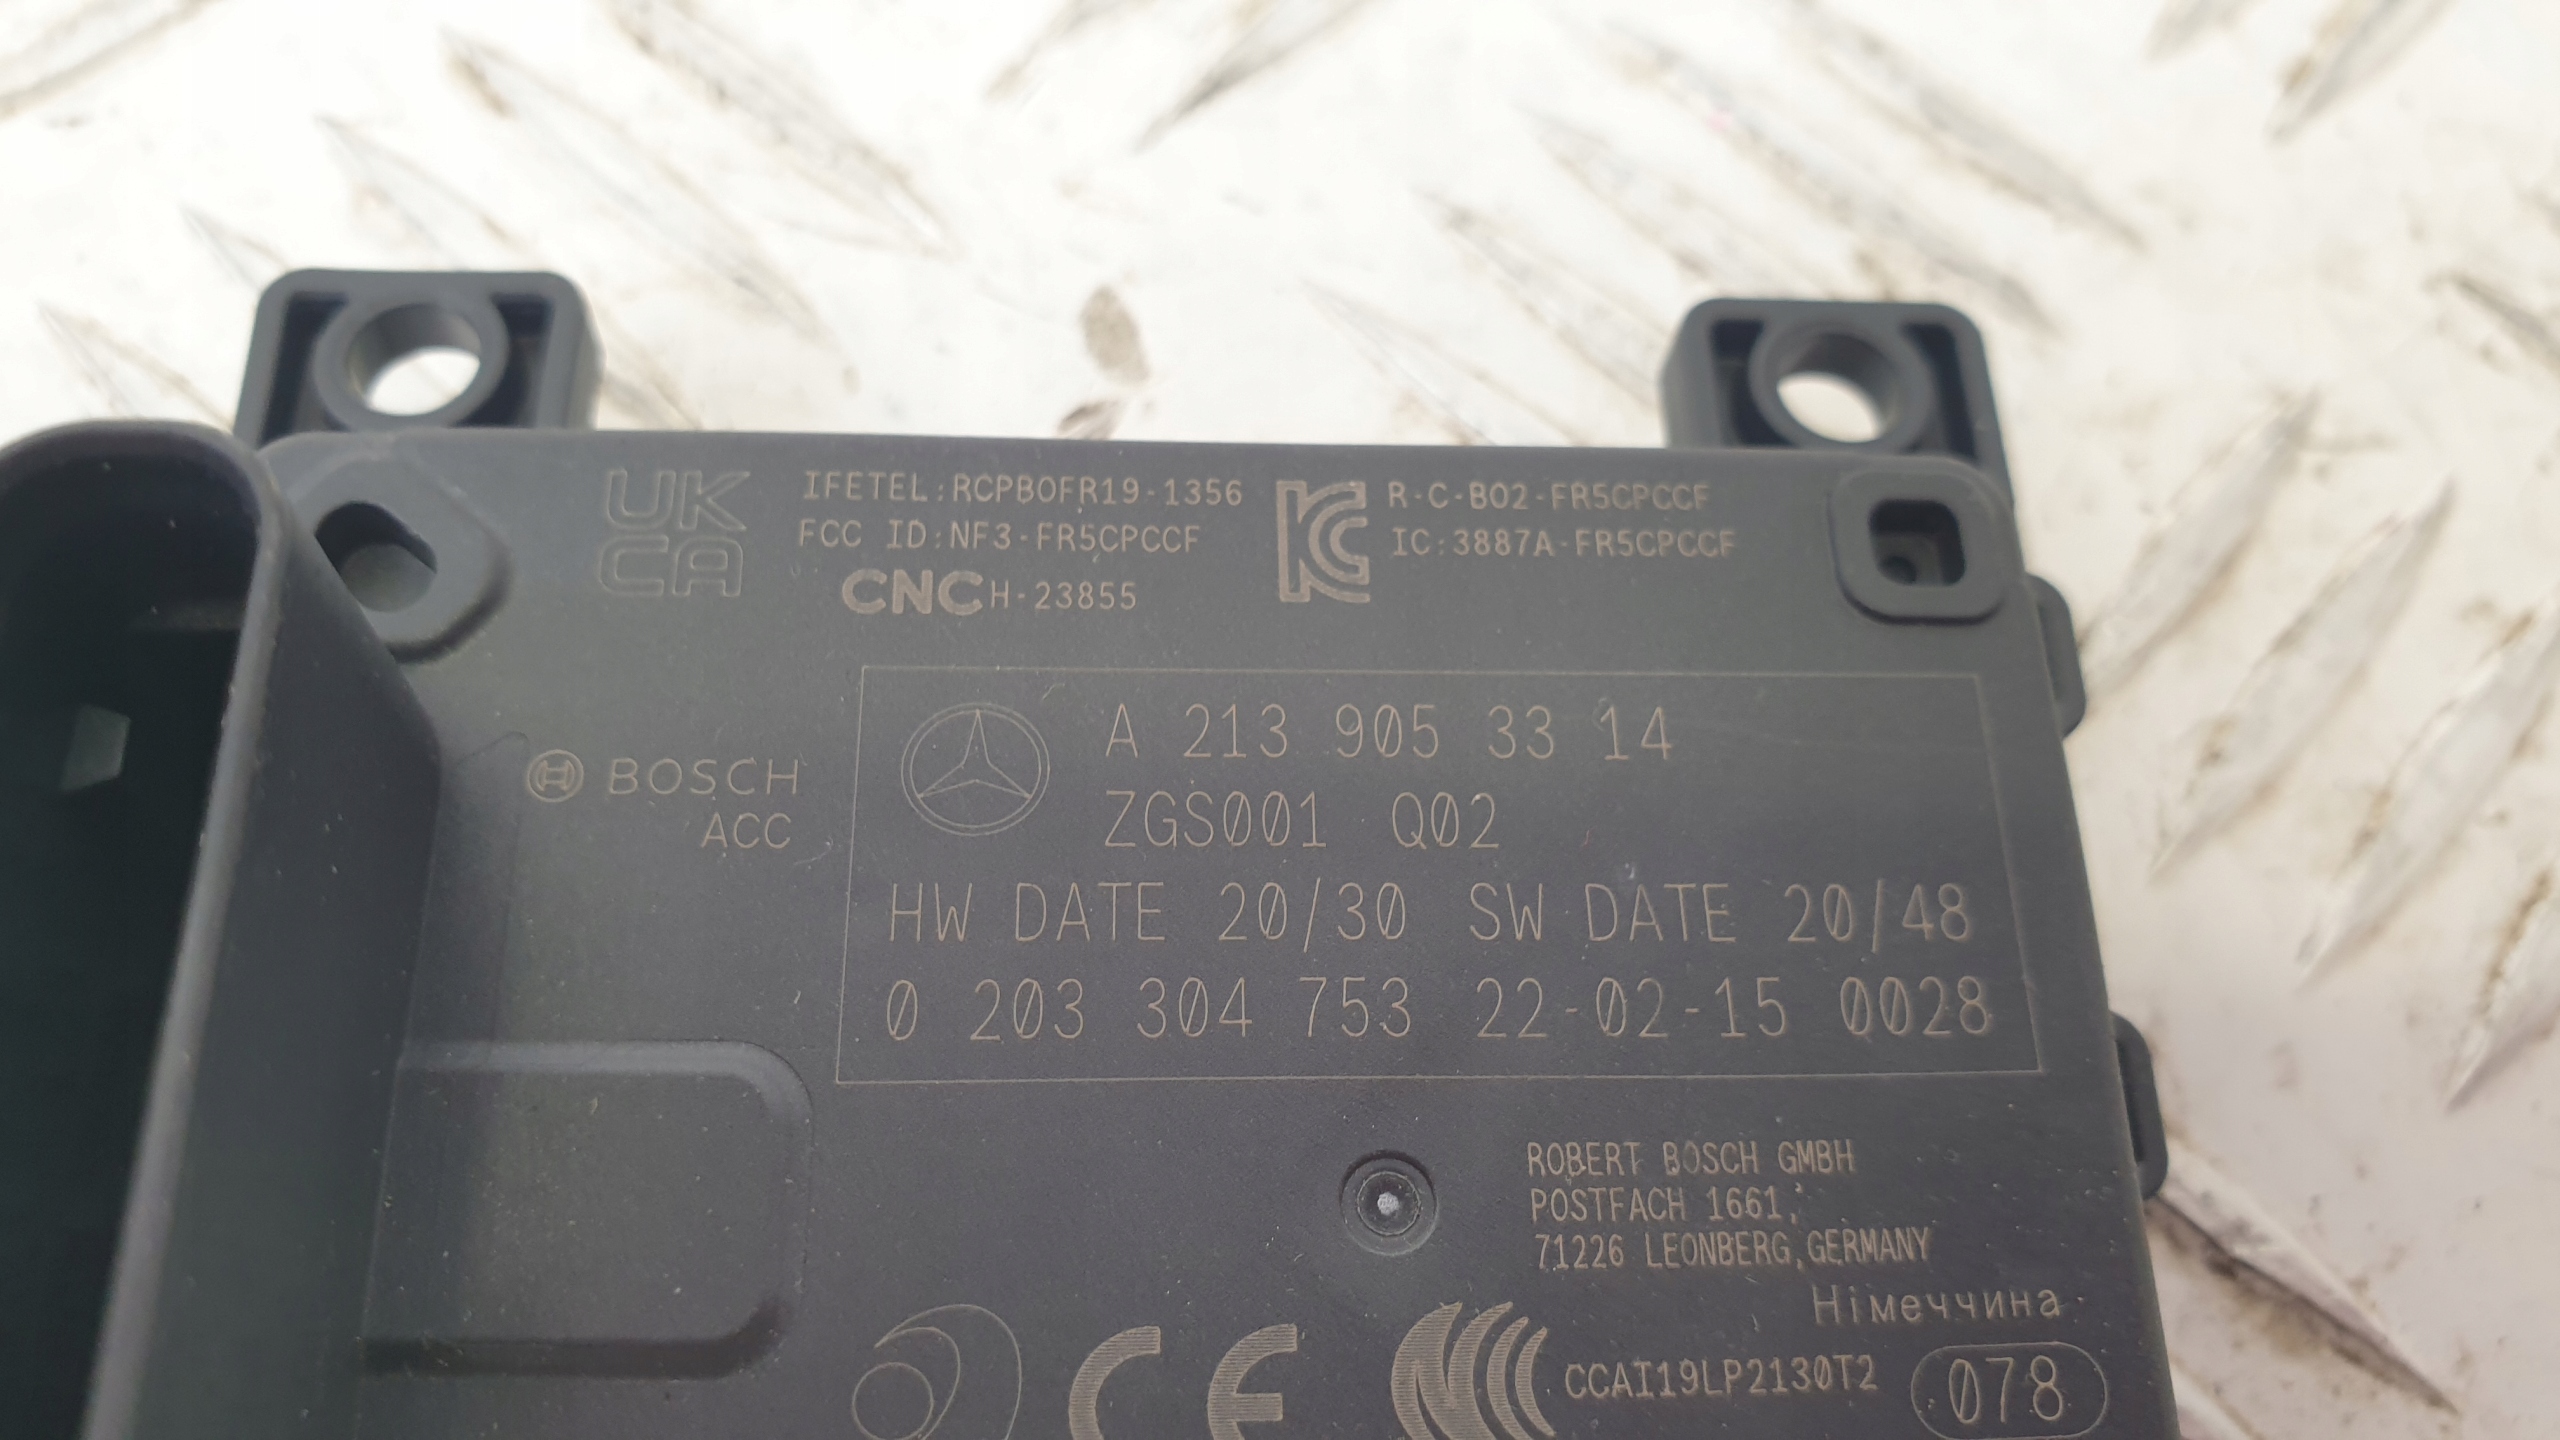 UK
CA
IFETEL:RCPBOFR19-1356
FCC ID:NF3-FR5CPCCF
CNC H-23855
R-C-BO2-FR5CPCCF
IC:3887A-FR5CPCCF
BOSCH
ACC
A 213 905 33 14
ZGS001 Q02
HW DATE 20/30 SW DATE 20/48
0 203 304 753 22-02-15 0028
ROBERT BOSCH GMBH
POSTFACH 1661,
71226 LEONBERG,GERMANY
Німеччина
CE
CCAI19LP2130T2
078